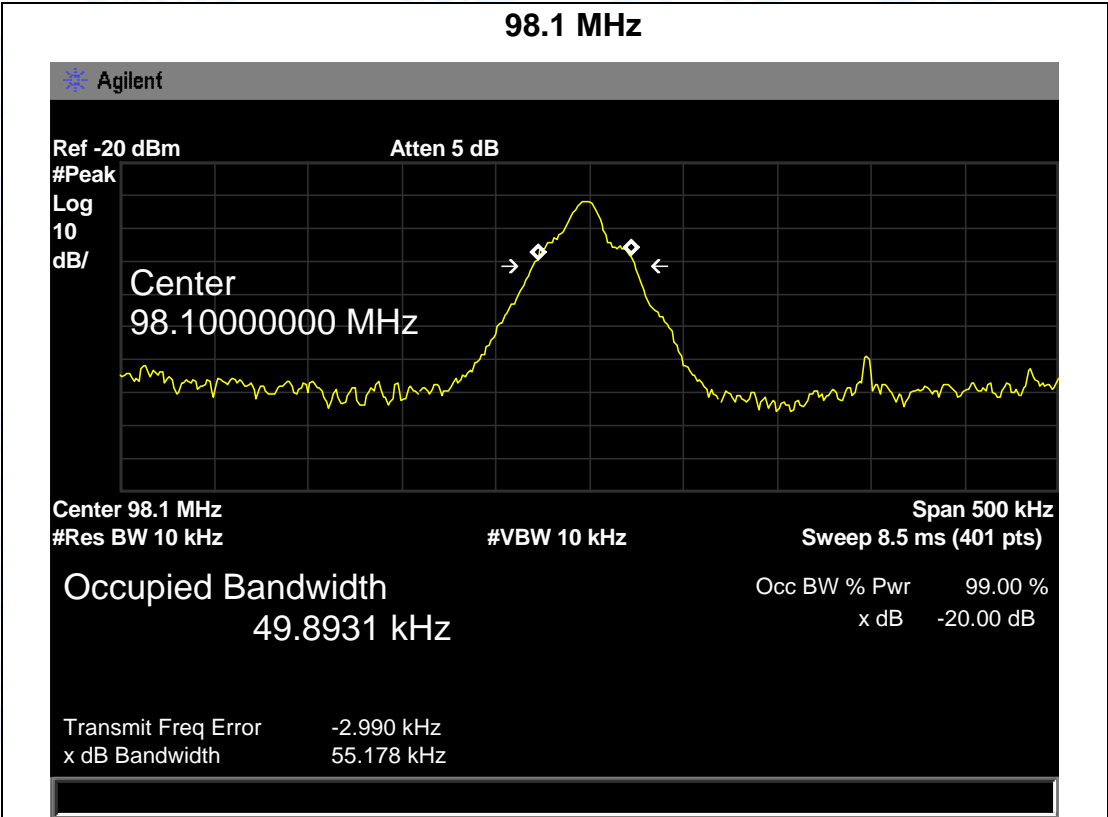 98.1 MHz
Agilent
Ref -20 dBm Atten 5 dB
#Peak
Log
10
dB/
Center
98.10000000 MHz
Center 98.1 MHz Span 500 kHz
#Res BW 10 kHz #VBW 10 kHz Sweep 8.5 ms (401 pts)
Occupied Bandwidth Occ BW % Pwr 99.00 %
49.8931 kHz x dB -20.00 dB
Transmit Freq Error -2.990 kHz
x dB Bandwidth 55.178 kHz